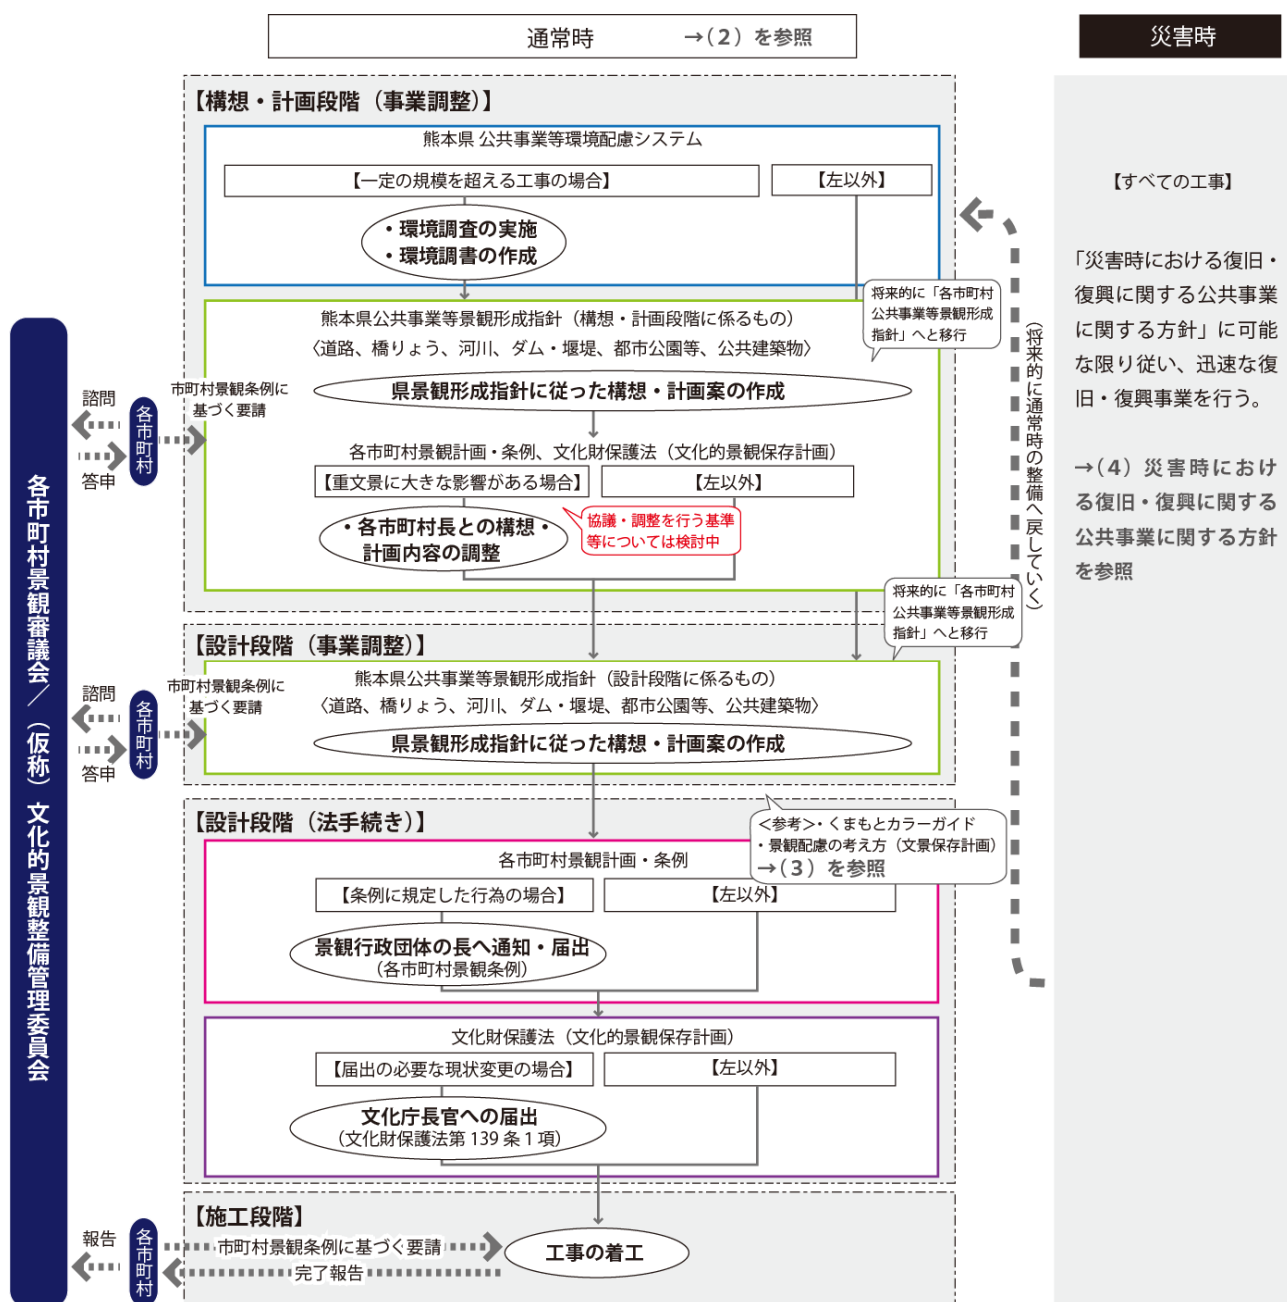 通常時 →(2)を参照
災害時
【構想・計画段階(事業調整)】
熊本県 公共事業等環境配慮システム
【一定の規模を超える工事の場合】
【左以外】
・環境調査の実施
・環境調書の作成
将来的に「各市町村
公共事業等景観形成
指針」へと移行
熊本県公共事業等景観形成指針(構想・計画段階に係るもの)
〈道路、橋りょう、河川、ダム・堰堤、都市公園等、公共建築物〉
県景観形成指針に従った構想・計画案の作成
各市町村景観計画・条例、文化財保護法(文化的景観保存計画)
【重文景に大きな影響がある場合】
【左以外】
・各市町村長との構想・
計画内容の調整
協議・調整を行う基準
等については検討中
諮問
答申
各市町村
市町村景観条例に
基づく要請
将来的に「各市町村
公共事業等景観形成
指針」へと移行
【設計段階(事業調整)】
熊本県公共事業等景観形成指針(設計段階に係るもの)
〈道路、橋りょう、河川、ダム・堰堤、都市公園等、公共建築物〉
県景観形成指針に従った構想・計画案の作成
諮問
答申
各市町村
市町村景観条例に
基づく要請
【設計段階(法手続き)】
<参考>・くまもとカラーガイド
・景観配慮の考え方(文景保存計画)
→(3)を参照
各市町村景観計画・条例
【条例に規定した行為の場合】
【左以外】
景観行政団体の長へ通知・届出
(各市町村景観条例)
文化財保護法(文化的景観保存計画)
【届出の必要な現状変更の場合】
【左以外】
文化庁長官への届出
(文化財保護法第 139 条 1 項)
【施工段階】
報告
各市町村
市町村景観条例に基づく要請
完了報告
工事の着工
各市町村景観審議会/(仮称)文化的景観整備管理委員会
(将来的に通常時の整備へ戻していく)
【すべての工事】
「災害時における復旧・
復興に関する公共事業
に関する方針」に可能
な限り従い、迅速な復
旧・復興事業を行う。
→(4)災害時におけ
る復旧・復興に関する
公共事業に関する方針
を参照